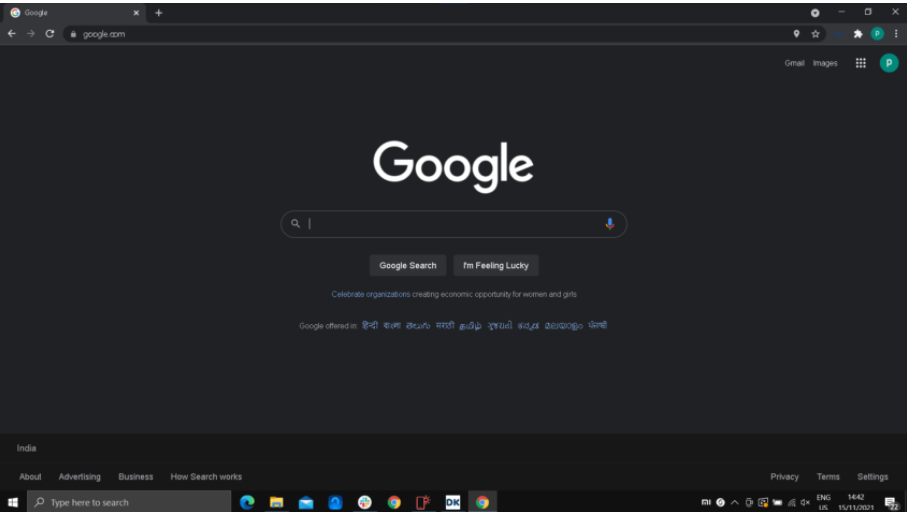 Google
google.com
P
Gmail Images
P
Google
Google Search I'm Feeling Lucky
Celebrate organizations creating economic opportunity for women and girls
Google offered in: हिन्दी বাংলা తెలుగు मराठी தமிழ் ગુજરાતી ಕನ್ನಡ മലയാളം ਪੰਜਾਬੀ
India
About Advertising Business How Search works
Privacy Terms Settings
Type here to search
DK
mi
ENG
US
14:42
15/11/2021
22